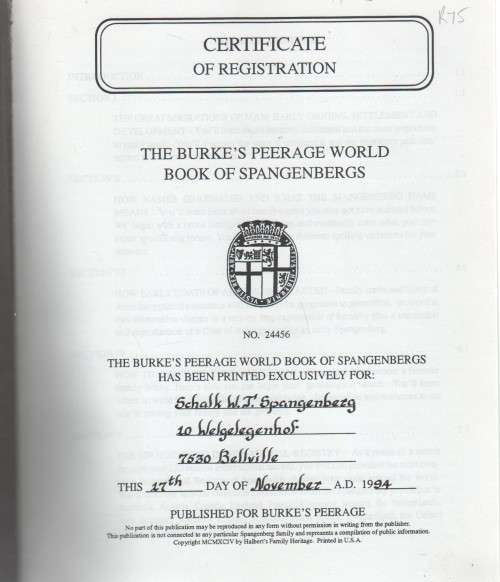 R75
CERTIFICATE
OF REGISTRATION
THE BURKE'S PEERAGE WORLD
BOOK OF SPANGENBERGS
NO. 24456
THE BURKE'S PEERAGE WORLD BOOK OF SPANGENBERGS
HAS BEEN PRINTED EXCLUSIVELY FOR:
Schalk W.J. Spangenberg
10 Welgelegenhof
7530 Bellville
THIS 17th DAY OF November A.D. 1994
PUBLISHED FOR BURKE'S PEERAGE
No part of this publication may be reproduced in any form without permission in writing from the publisher.
This publication is not connected to any particular Spangenberg family and represents a compilation of public information.
Copyright MCMXCIV by Halbert's Family Heritage. Printed in U.S.A.